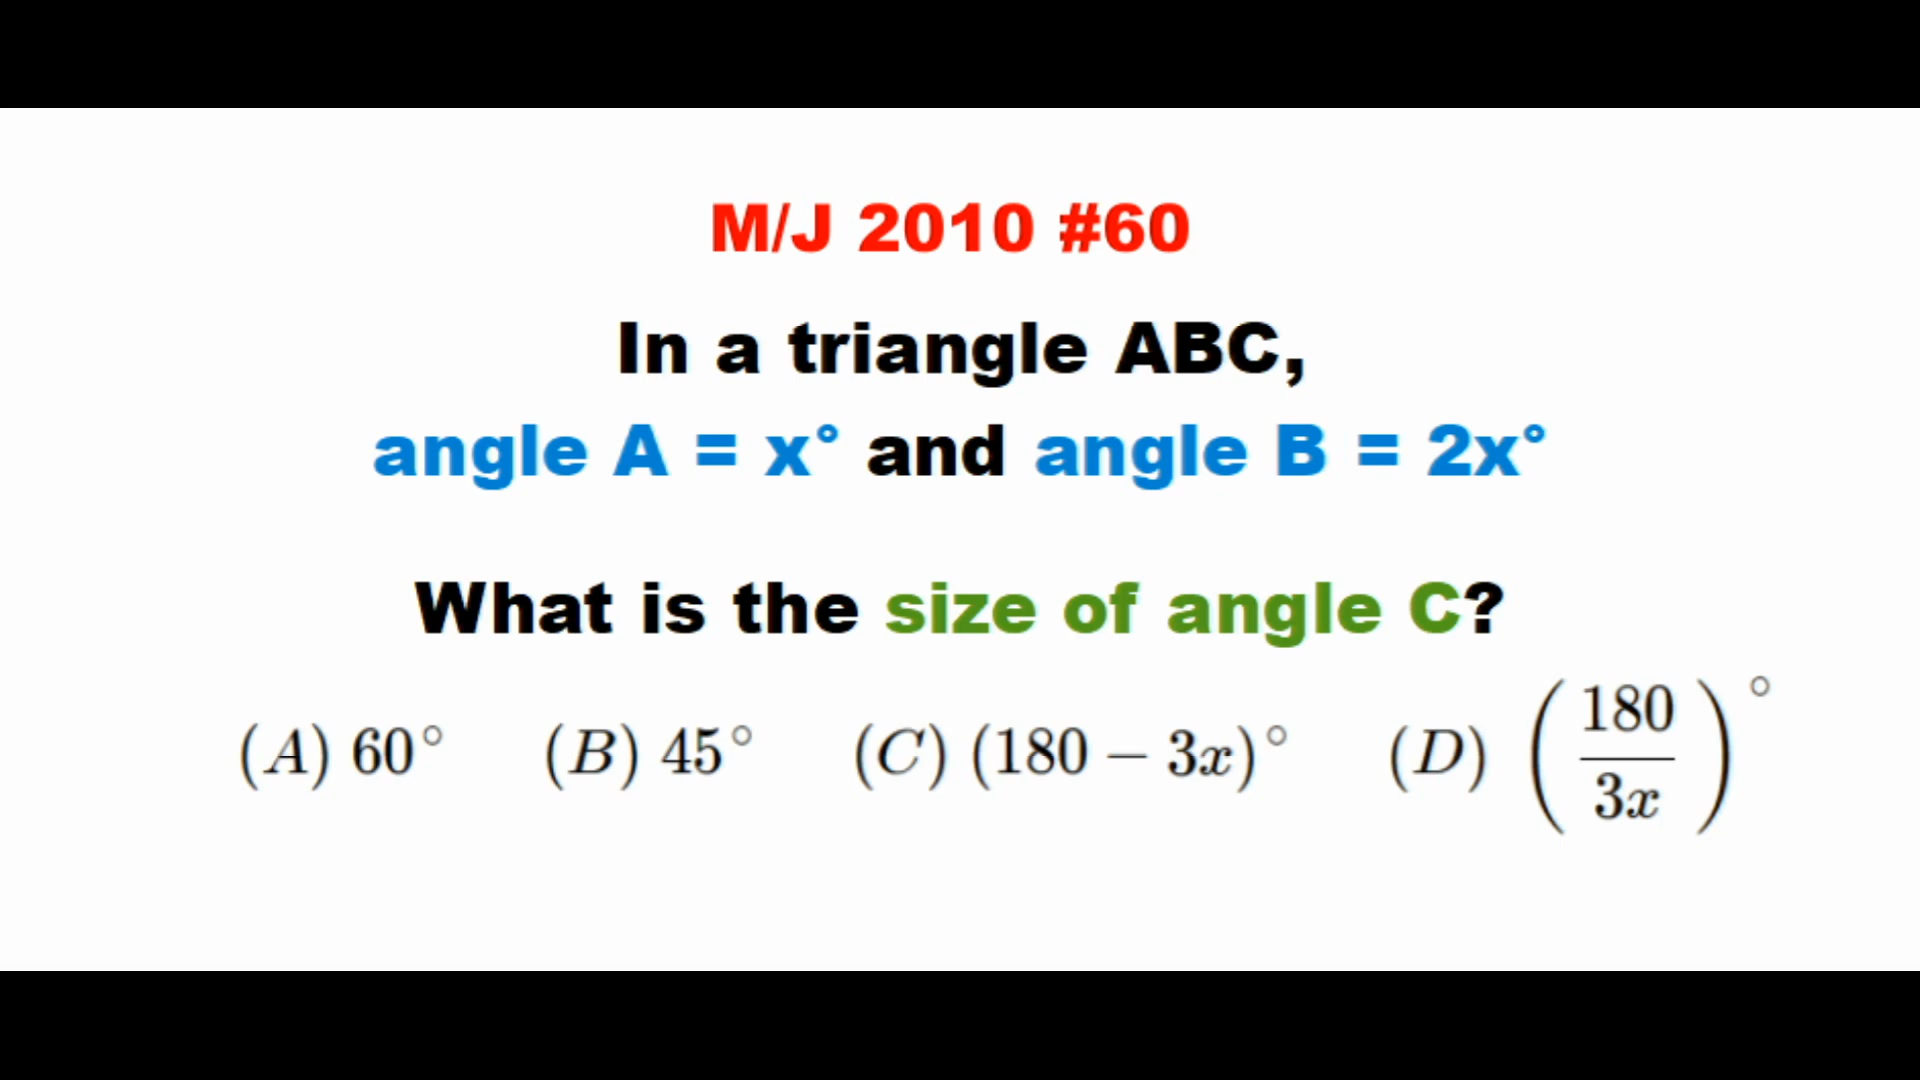 M/J 2010 #60
In a triangle ABC,
angle A = x° and angle B = 2x°
What is the size of angle C?
(A) 60° (B) 45° (C) (180 − 3x)° (D) (180/3x)°